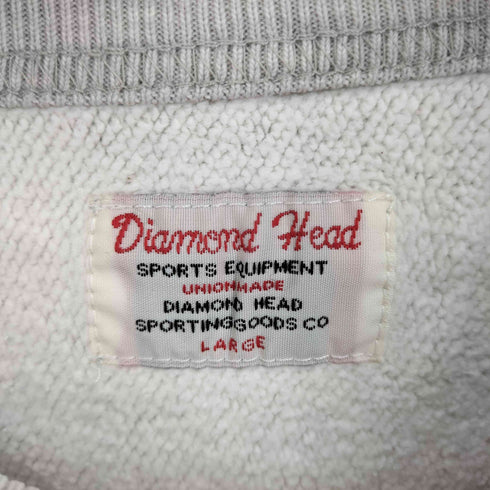 Diamond Head
SPORTS EQUIPMENT
UNIONMADE
DIAMOND HEAD
SPORTINGGOODS CO
LARGE